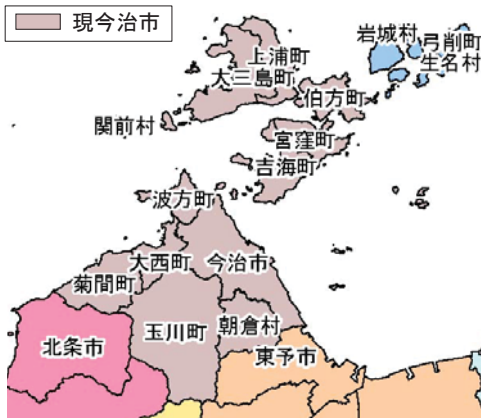 現今治市
岩城村
弓削町
生名村
上浦町
大三島町
伯方町
関前村
宮窪町
吉海町
波方町
大西町
今治市
菊間町
玉川町
朝倉村
北条市
東予市